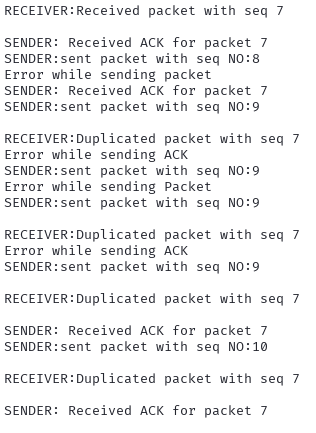 RECEIVER:Received packet with seq 7
SENDER: Received ACK for packet 7
SENDER:sent packet with seq NO:8
Error while sending packet
SENDER: Received ACK for packet 7
SENDER:sent packet with seq NO:9
RECEIVER:Duplicated packet with seq 7
Error while sending ACK
SENDER:sent packet with seq NO:9
Error while sending Packet
SENDER:sent packet with seq NO:9
RECEIVER:Duplicated packet with seq 7
Error while sending ACK
SENDER:sent packet with seq NO:9
RECEIVER:Duplicated packet with seq 7
SENDER: Received ACK for packet 7
SENDER:sent packet with seq NO:10
RECEIVER:Duplicated packet with seq 7
SENDER: Received ACK for packet 7